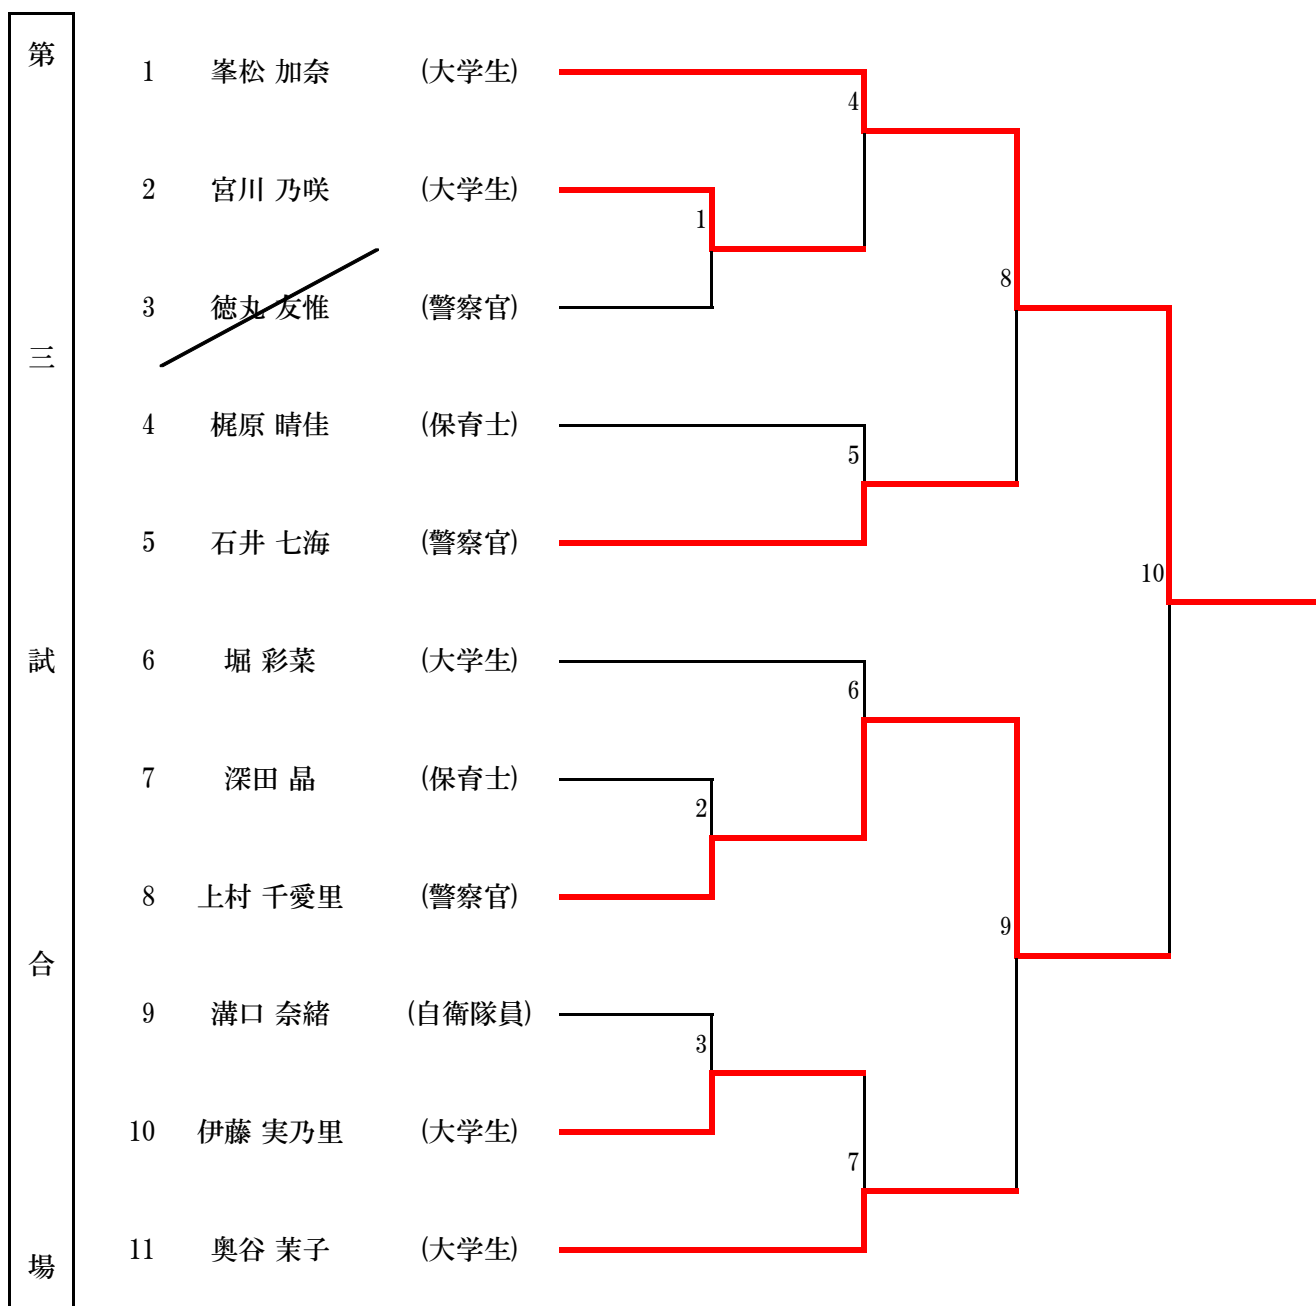 第三試合場
1 峯松 加奈 (大学生)
2 宮川 乃咲 (大学生)
3 徳丸 友惟 (警察官)
4 梶原 晴佳 (保育士)
5 石井 七海 (警察官)
6 堀 彩菜 (大学生)
7 深田 晶 (保育士)
8 上村 千愛里 (警察官)
9 溝口 奈緒 (自衛隊員)
10 伊藤 実乃里 (大学生)
11 奥谷 茉子 (大学生)
1
2
3
4
5
6
7
8
9
10